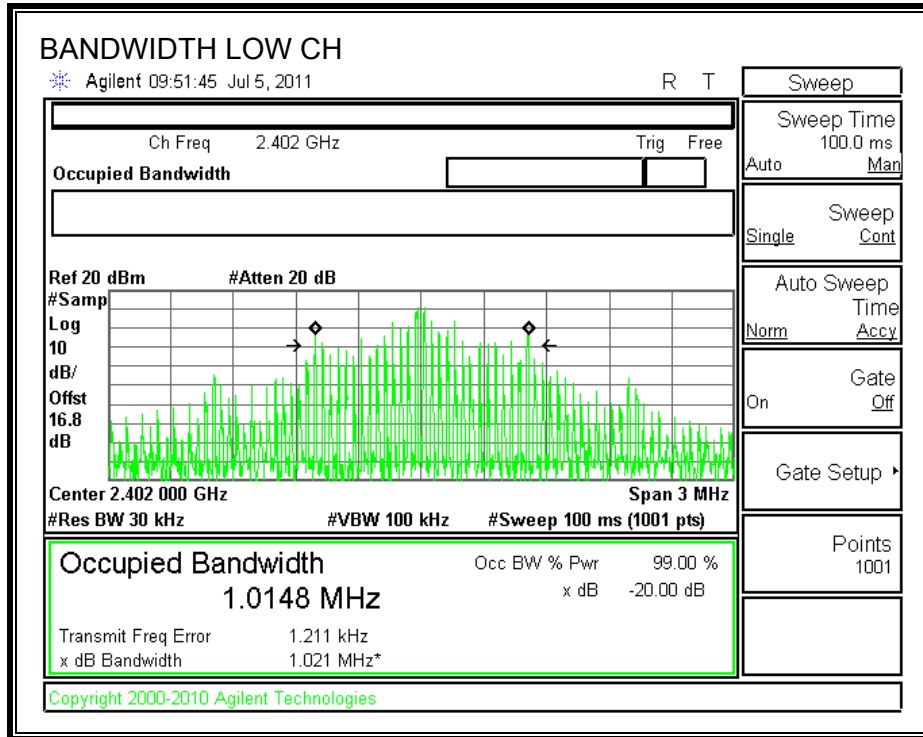 BANDWIDTH LOW CH
Agilent 09:51:45 Jul 5, 2011 R T
Ch Freq 2.402 GHz Trig Free
Occupied Bandwidth
Ref 20 dBm #Atten 20 dB
#Samp
Log
10
dB/
Offst
16.8
dB
Center 2.402 000 GHz Span 3 MHz
#Res BW 30 kHz #VBW 100 kHz #Sweep 100 ms (1001 pts)
Occupied Bandwidth Occ BW % Pwr 99.00 %
1.0148 MHz x dB -20.00 dB
Transmit Freq Error 1.211 kHz
x dB Bandwidth 1.021 MHz*
Copyright 2000-2010 Agilent Technologies
Sweep
Sweep Time
100.0 ms
Auto Man
Sweep
Single Cont
Auto Sweep
Time
Norm Accy
Gate
On Off
Gate Setup
Points
1001